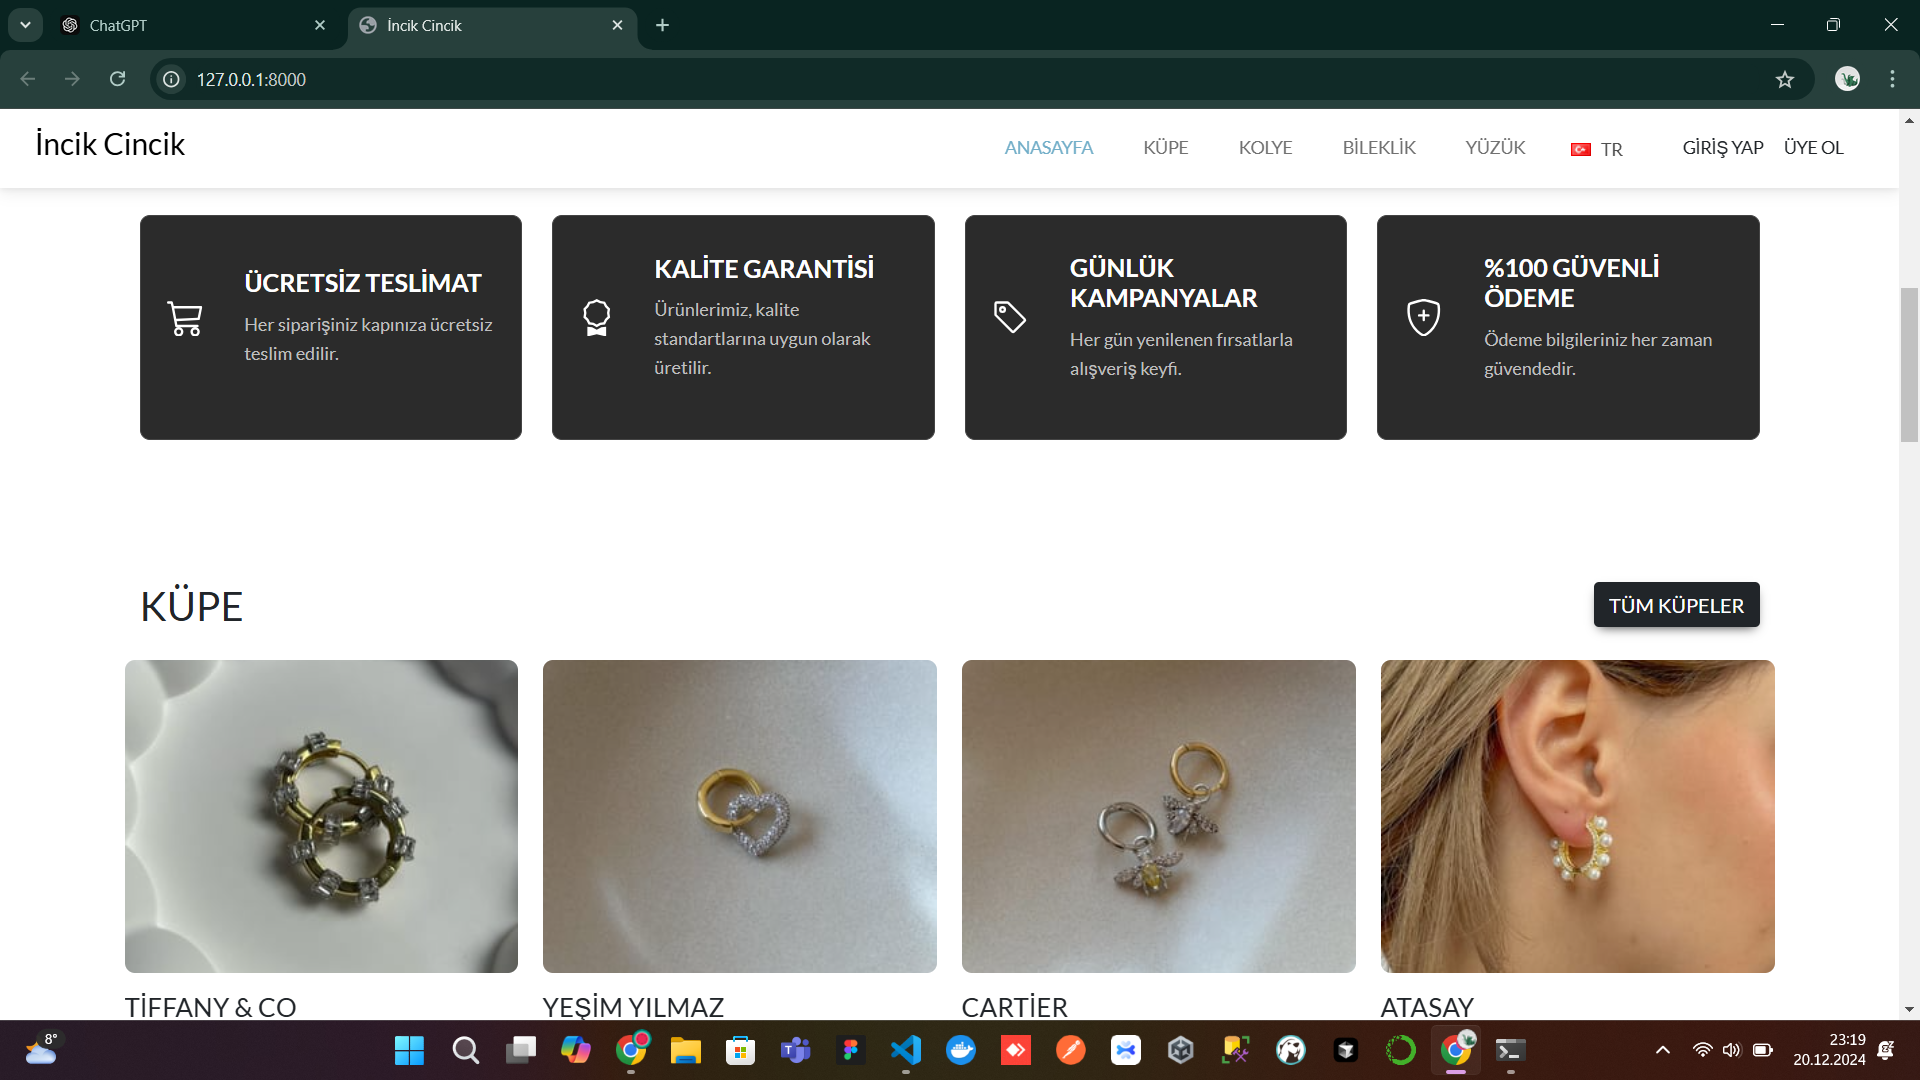 ChatGPT
İncik Cincik
127.0.0.1:8000
İncik Cincik
ANASAYFA
KÜPE
KOLYE
BİLEKLİK
YÜZÜK
TR
GİRİŞ YAP
ÜYE OL
ÜCRETSİZ TESLİMAT
Her siparişiniz kapınıza ücretsiz
teslim edilir.
KALİTE GARANTİSİ
Ürünlerimiz, kalite
standartlarına uygun olarak
üretilir.
GÜNLÜK
KAMPANYALAR
Her gün yenilenen fırsatlarla
alışveriş keyfi.
%100 GÜVENLİ
ÖDEME
Ödeme bilgileriniz her zaman
güvendedir.
KÜPE
TÜM KÜPELER
TİFFANY & CO
YEŞİM YILMAZ
CARTİER
ATASAY
8°
23:19
20.12.2024